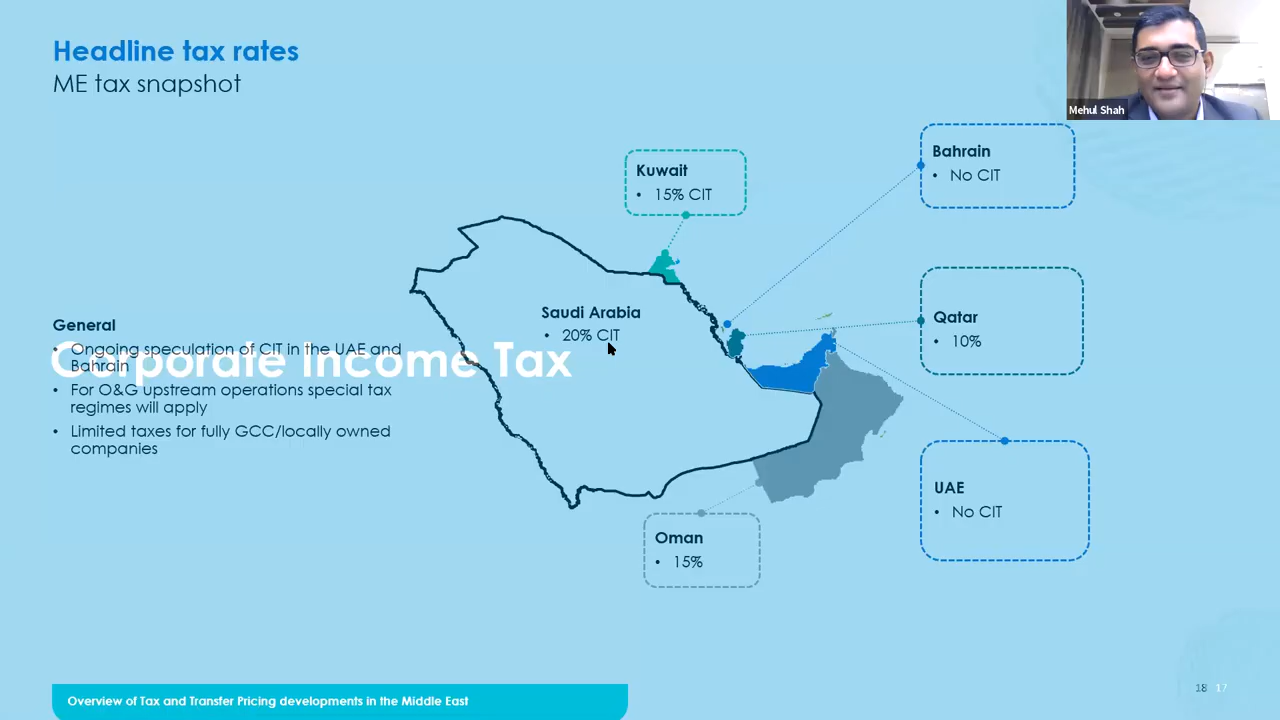 Headline tax rates
ME tax snapshot
Mehul Shah
Kuwait
• 15% CIT
Bahrain
• No CIT
Saudi Arabia
• 20% CIT
Qatar
• 10%
General
• Ongoing speculation of CIT in the UAE and
Bahrain
• For O&G upstream operations special tax
regimes will apply
• Limited taxes for fully GCC/locally owned
companies
Corporate Income Tax
UAE
• No CIT
Oman
• 15%
Overview of Tax and Transfer Pricing developments in the Middle East
18 17